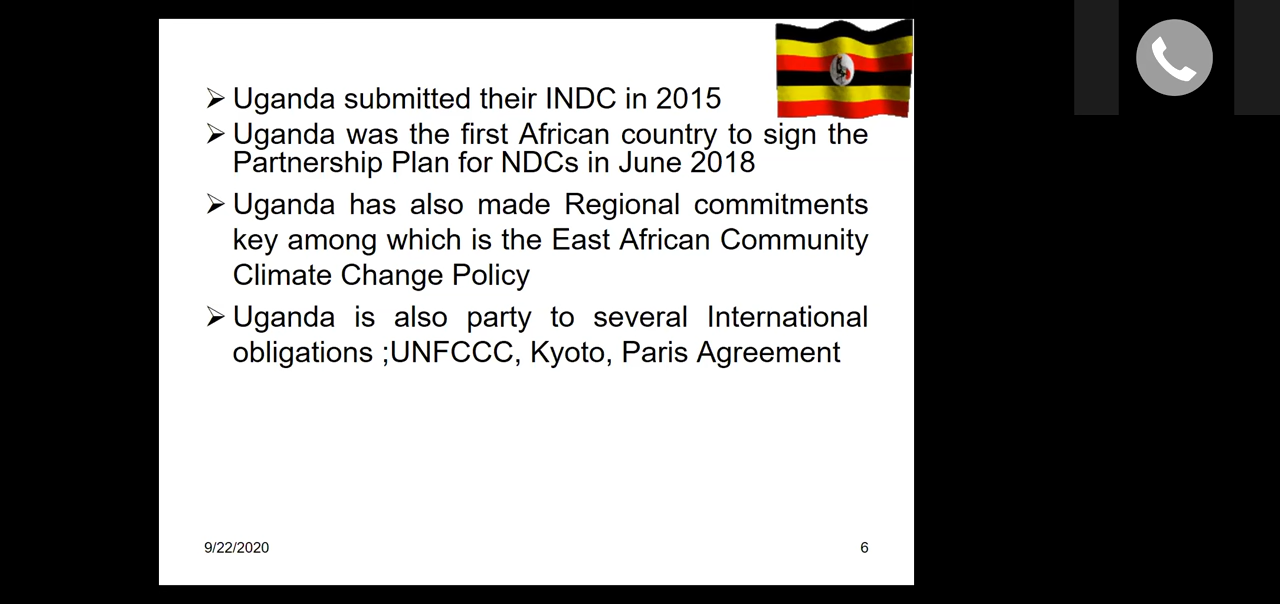 ➢ Uganda submitted their INDC in 2015
➢ Uganda was the first African country to sign the
Partnership Plan for NDCs in June 2018
➢ Uganda has also made Regional commitments
key among which is the East African Community
Climate Change Policy
➢ Uganda is also party to several International
obligations ;UNFCCC, Kyoto, Paris Agreement
9/22/2020
6